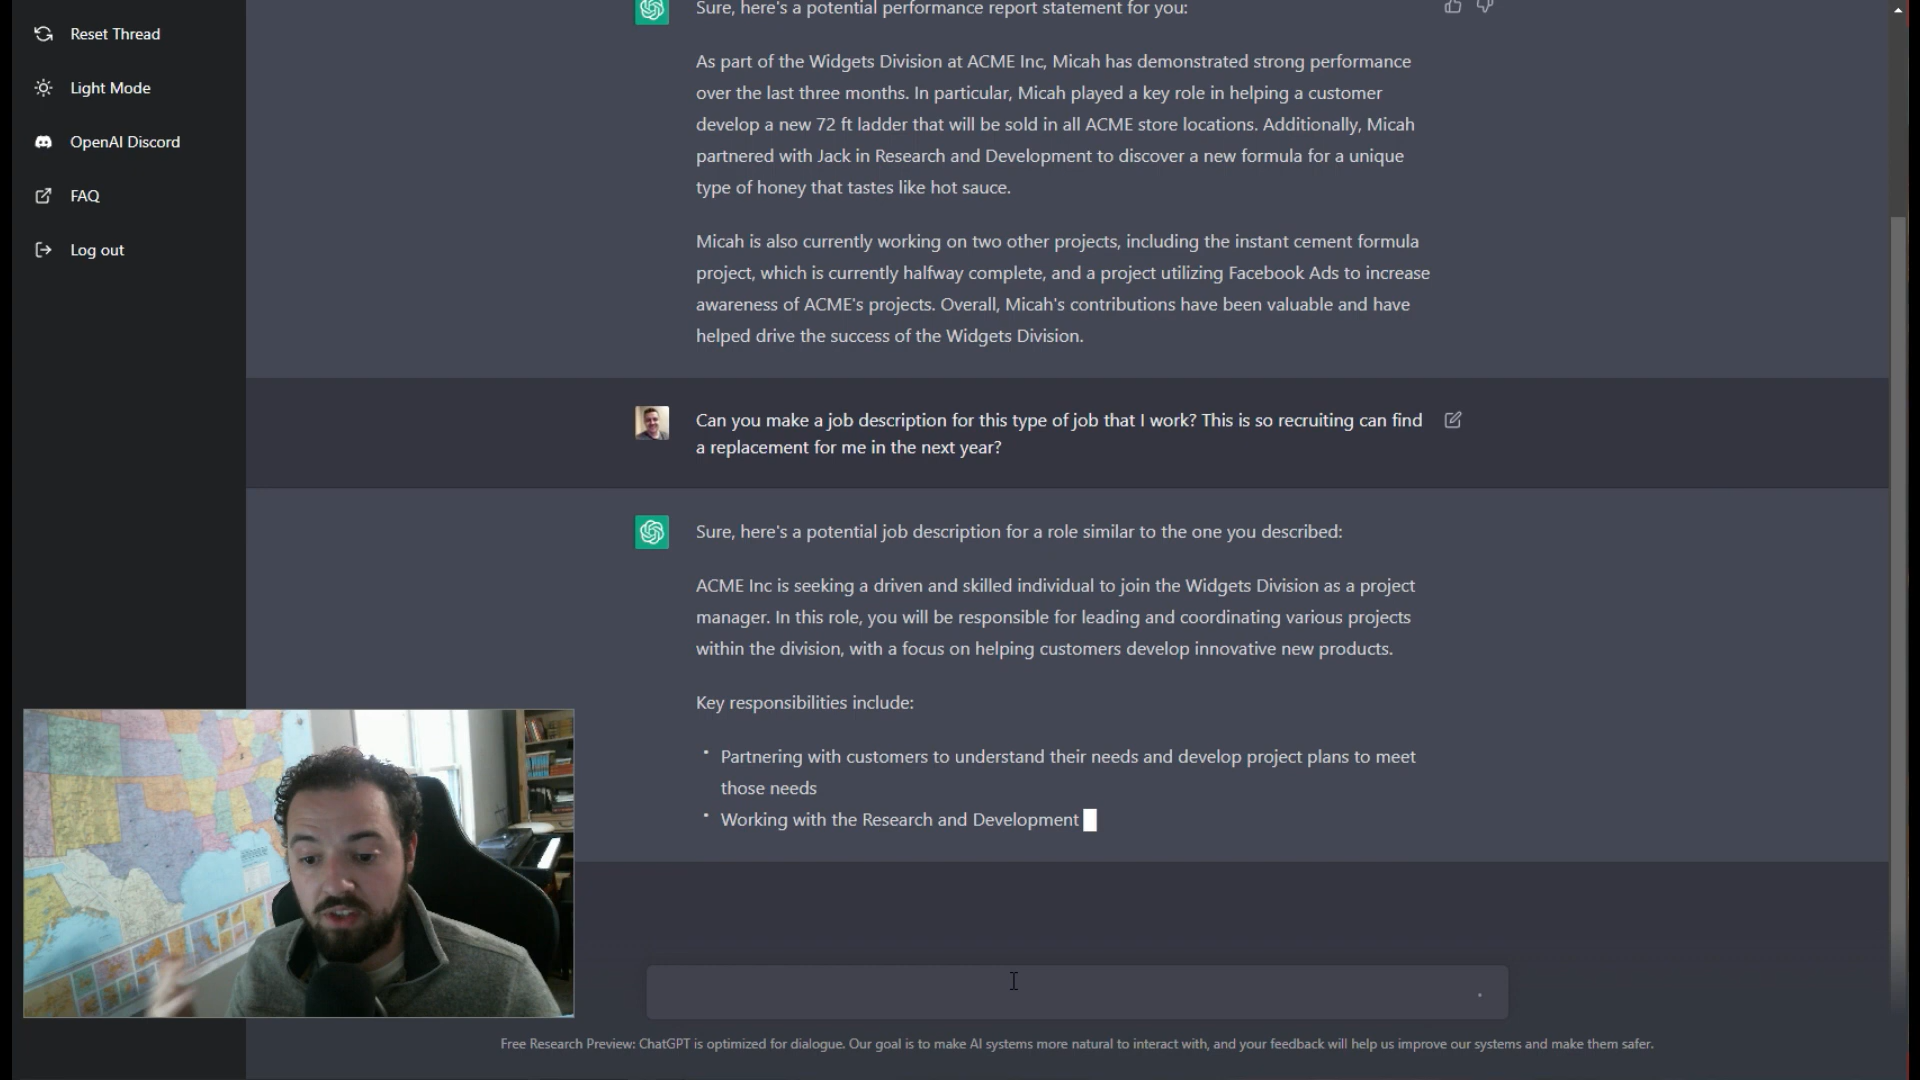 Reset Thread
Light Mode
OpenAI Discord
FAQ
Log out
Sure, here's a potential performance report statement for you:
As part of the Widgets Division at ACME Inc, Micah has demonstrated strong performance
over the last three months. In particular, Micah played a key role in helping a customer
develop a new 72 ft ladder that will be sold in all ACME store locations. Additionally, Micah
partnered with Jack in Research and Development to discover a new formula for a unique
type of honey that tastes like hot sauce.
Micah is also currently working on two other projects, including the instant cement formula
project, which is currently halfway complete, and a project utilizing Facebook Ads to increase
awareness of ACME's projects. Overall, Micah's contributions have been valuable and have
helped drive the success of the Widgets Division.
Can you make a job description for this type of job that I work? This is so recruiting can find
a replacement for me in the next year?
Sure, here's a potential job description for a role similar to the one you described:
ACME Inc is seeking a driven and skilled individual to join the Widgets Division as a project
manager. In this role, you will be responsible for leading and coordinating various projects
within the division, with a focus on helping customers develop innovative new products.
Key responsibilities include:
• Partnering with customers to understand their needs and develop project plans to meet
those needs
• Working with the Research and Development
Free Research Preview: ChatGPT is optimized for dialogue. Our goal is to make AI systems more natural to interact with, and your feedback will help us improve our systems and make them safer.